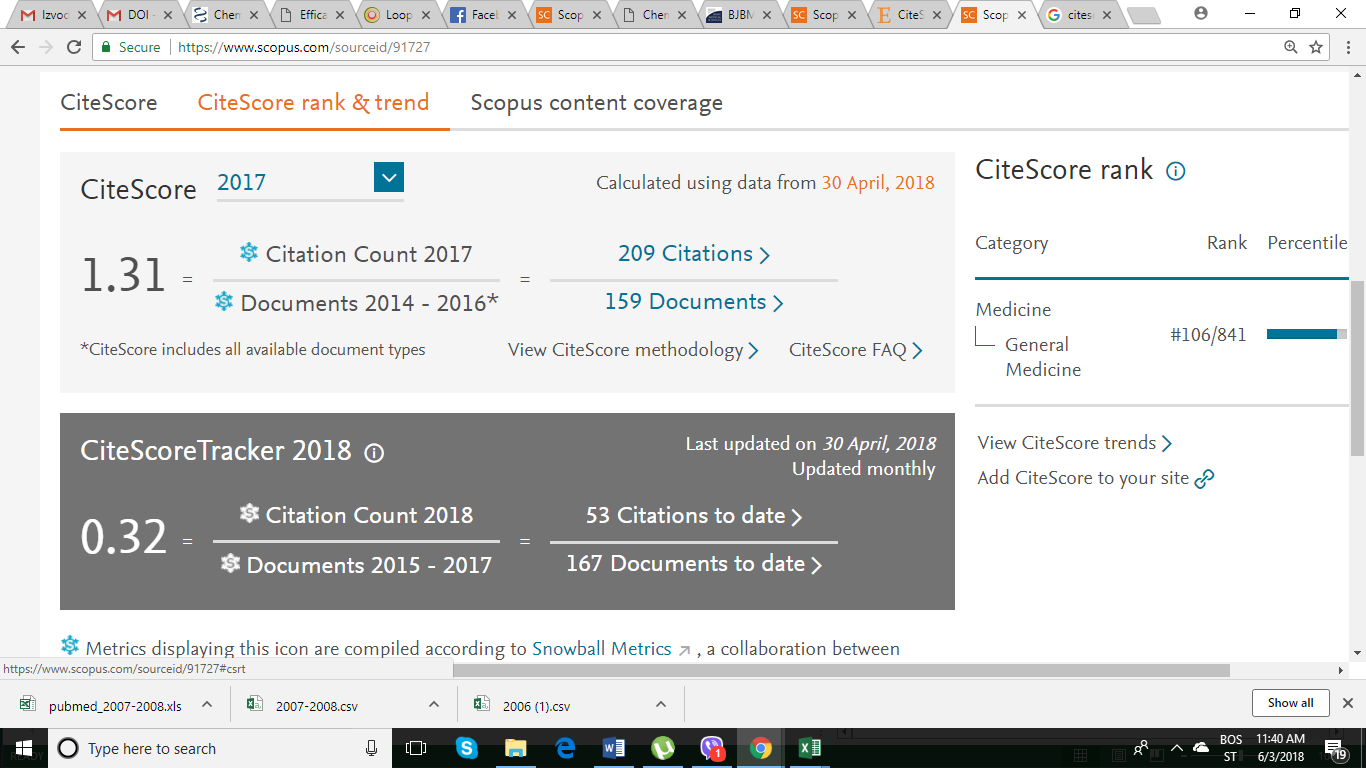 Izvoc
DOI -
Chen
Effica
Loop
Faceb
Scop
Chen
BJBM
Scop
CiteS
Scop
cites
Secure https://www.scopus.com/sourceid/91727
CiteScore CiteScore rank & trend Scopus content coverage
CiteScore 2017 Calculated using data from 30 April, 2018
1.31 = Citation Count 2017 = 209 Citations >
Documents 2014 - 2016* 159 Documents >
*CiteScore includes all available document types View CiteScore methodology > CiteScore FAQ >
CiteScoreTracker 2018 Last updated on 30 April, 2018
Updated monthly
0.32 = Citation Count 2018 = 53 Citations to date >
Documents 2015 - 2017 167 Documents to date >
Metrics displaying this icon are compiled according to Snowball Metrics ↗ , a collaboration between
CiteScore rank
Category Rank Percentile
Medicine
General #106/841
Medicine
View CiteScore trends >
Add CiteScore to your site
https://www.scopus.com/sourceid/91727#csrt
pubmed_2007-2008.xls 2007-2008.csv 2006 (1).csv Show all
Type here to search
BOS 11:40 AM
ST 6/3/2018
1
19